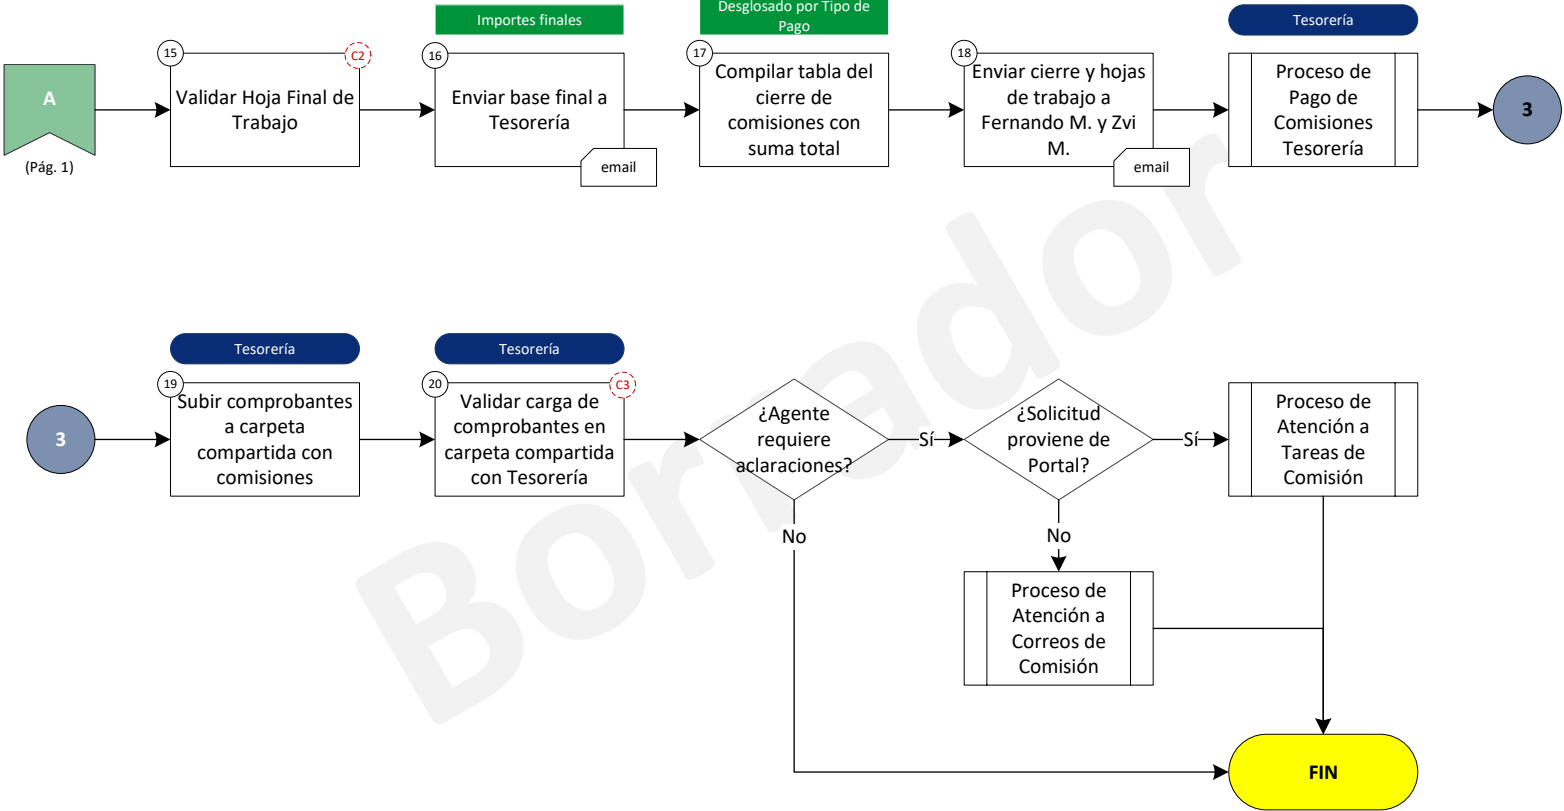 Importes finales
Desglosado por Tipo de
Pago
Tesorería
A
(Pág. 1)
15
C2
Validar Hoja Final de
Trabajo
16
Enviar base final a
Tesorería
email
17
Compilar tabla del
cierre de
comisiones con
suma total
18
Enviar cierre y hojas
de trabajo a
Fernando M. y Zvi
M.
email
Proceso de
Pago de
Comisiones
Tesorería
3
Tesorería
Tesorería
3
19
Subir comprobantes
a carpeta
compartida con
comisiones
20
C3
Validar carga de
comprobantes en
carpeta compartida
con Tesorería
¿Agente
requiere
aclaraciones?
Sí
¿Solicitud
proviene de
Portal?
Sí
Proceso de
Atención a
Tareas de
Comisión
No
No
Proceso de
Atención a
Correos de
Comisión
FIN
Borrador